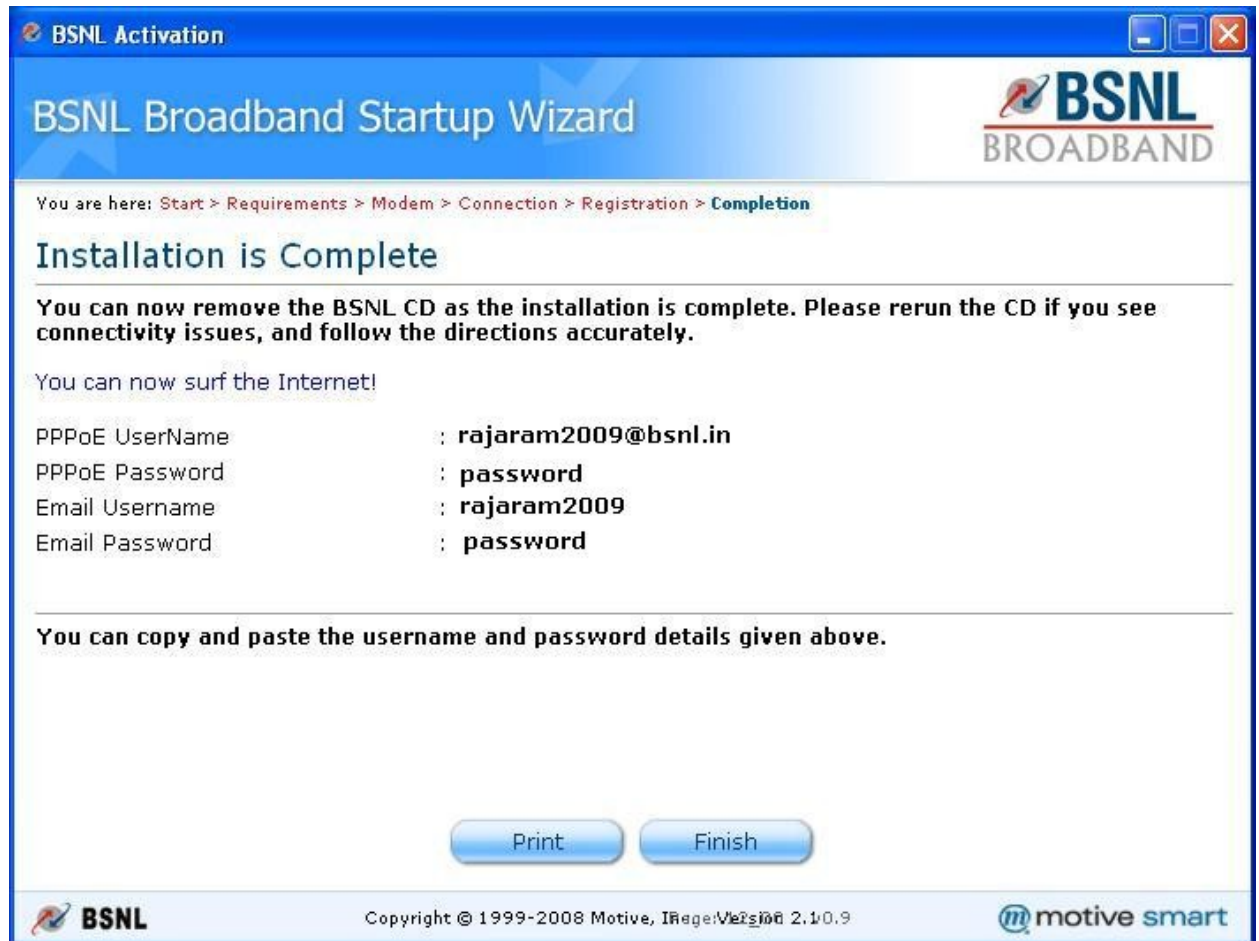 BSNL Activation
BSNL Broadband Startup Wizard
BSNL
BROADBAND
You are here: Start > Requirements > Modem > Connection > Registration > Completion
Installation is Complete
You can now remove the BSNL CD as the installation is complete. Please rerun the CD if you see
connectivity issues, and follow the directions accurately.
You can now surf the Internet!
PPPoE UserName : rajaram2009@bsnl.in
PPPoE Password : password
Email Username : rajaram2009
Email Password : password
You can copy and paste the username and password details given above.
Print Finish
BSNL
Copyright © 1999-2008 Motive,
motive smart